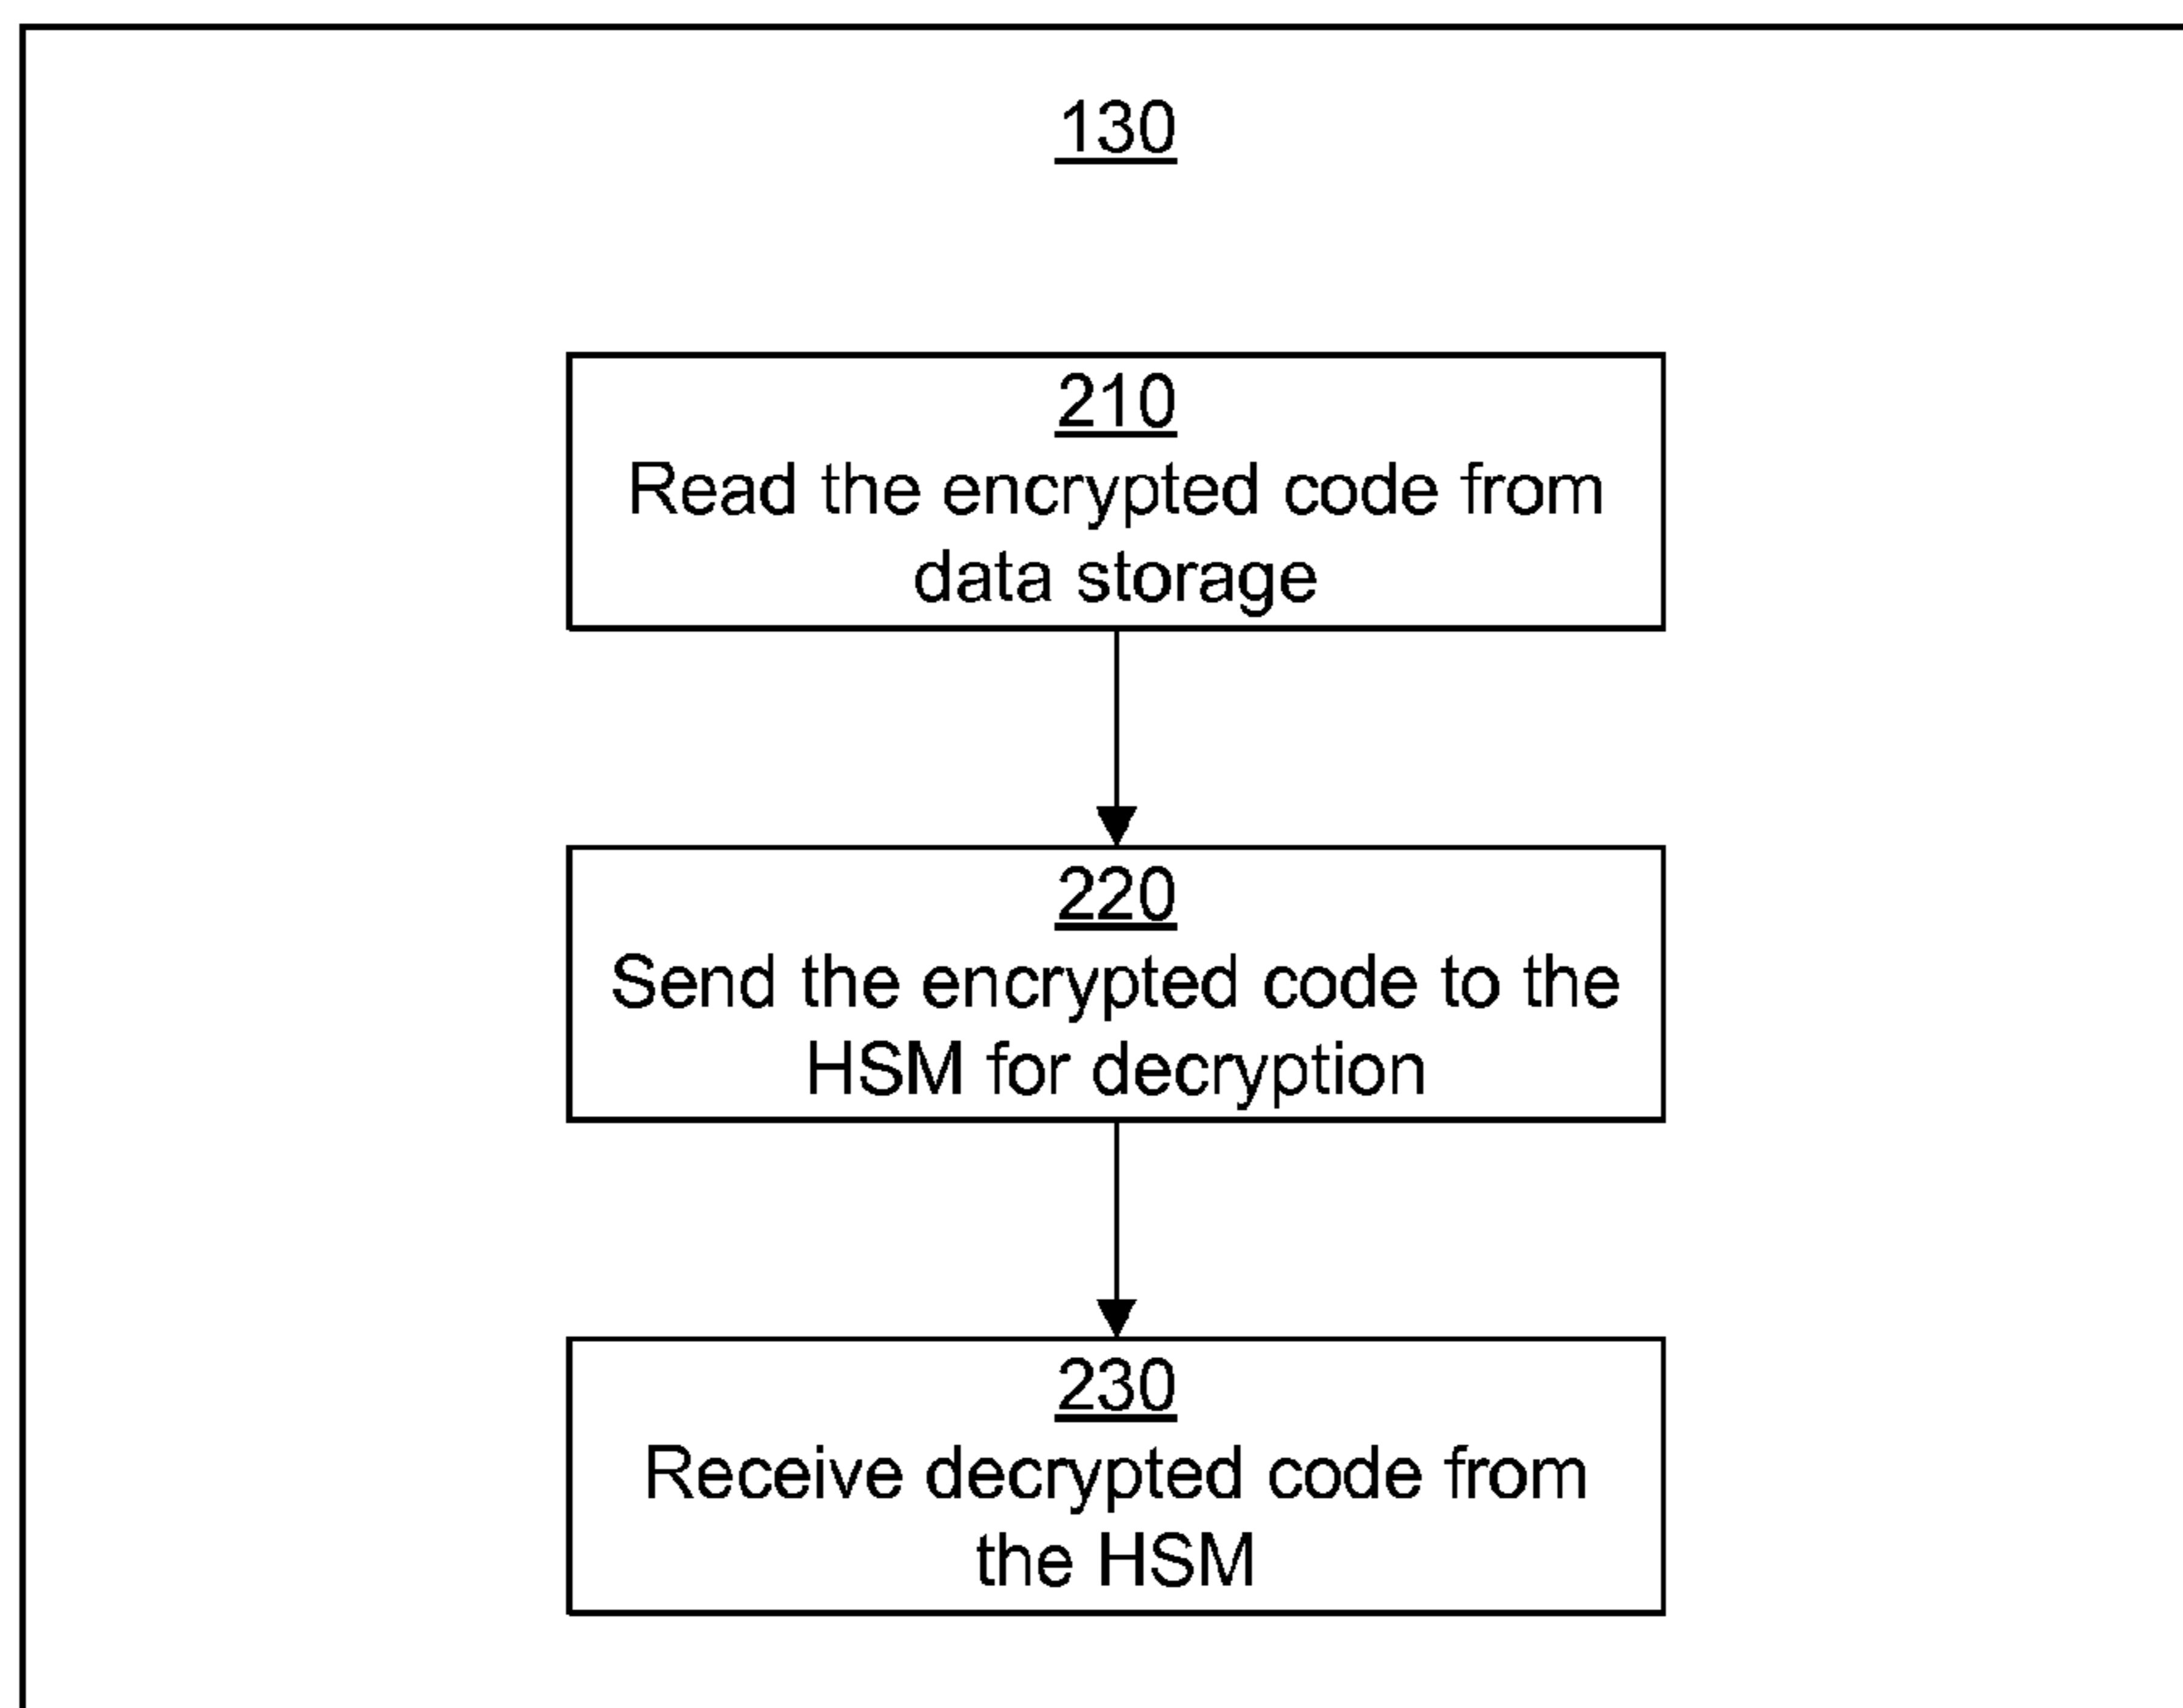 130
210
Read the encrypted code from
data storage
220
Send the encrypted code to the
HSM for decryption
230
Receive decrypted code from
the HSM